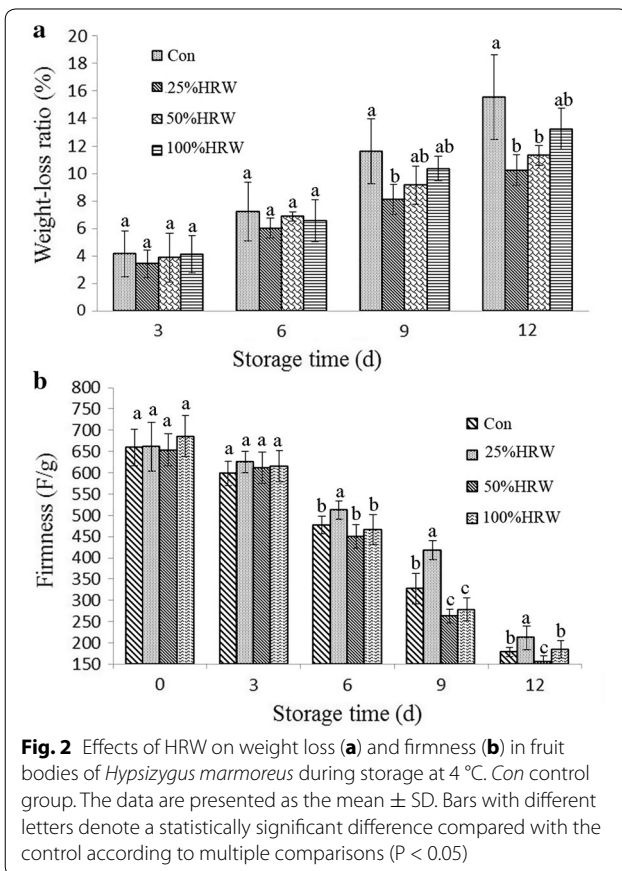 a
20
18
16
14
12
10
8
6
4
2
0
Weight-loss ratio (%)
Con
25%HRW
50%HRW
100%HRW
a a a a
a a a a
a b ab ab
a b b ab
3 6 9 12
Storage time (d)
b
800
750
700
650
600
550
500
450
400
350
300
250
200
150
Firmness (F/g)
Con
25%HRW
50%HRW
100%HRW
a a a a
a a a a
b a b b
b a c c
b a c b
0 3 6 9 12
Storage time (d)
Fig. 2 Effects of HRW on weight loss (a) and firmness (b) in fruit
bodies of Hypsizygus marmoreus during storage at 4 °C. Con control
group. The data are presented as the mean ± SD. Bars with different
letters denote a statistically significant difference compared with the
control according to multiple comparisons (P < 0.05)